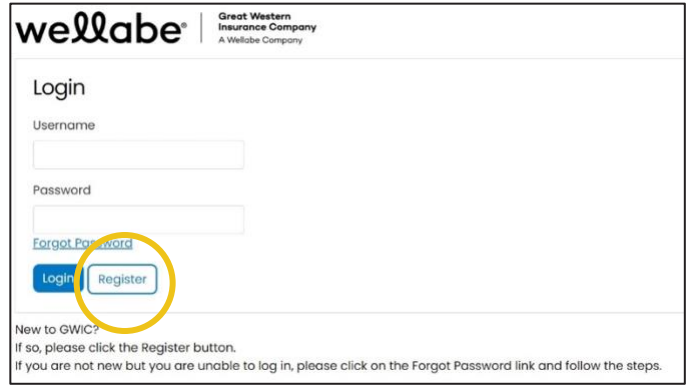 wellabe
Great Western
Insurance Company
A Wellabe Company
Login
Username
Password
Forgot Password
Login
Register
New to GWIC?
If so, please click the Register button.
If you are not new but you are unable to log in, please click on the Forgot Password link and follow the steps.